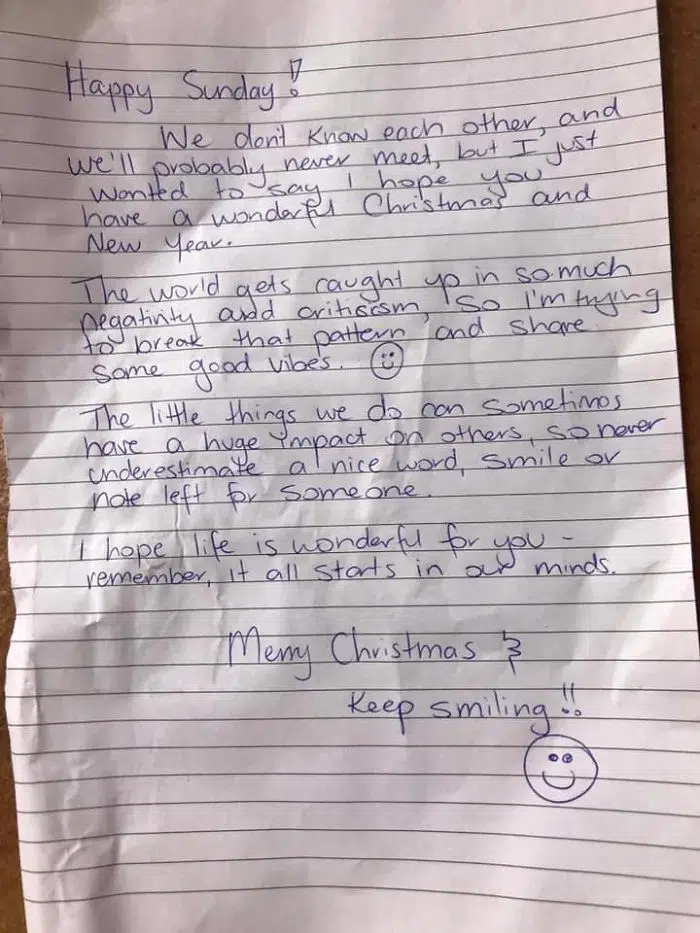 Happy Sunday!
We don't know each other, and
we'll probably never meet, but I just
wanted to say I hope you
have a wonderful Christmas and
New Year.
The world gets caught up in so much
negativity and criticism, so I'm trying
to break that pattern and share
some good vibes. ☺
The little things we do can sometimes
have a huge impact on others, so never
underestimate a nice word, smile or
note left for someone.
I hope life is wonderful for you -
remember, it all starts in our minds.
Merry Christmas &
Keep smiling!!